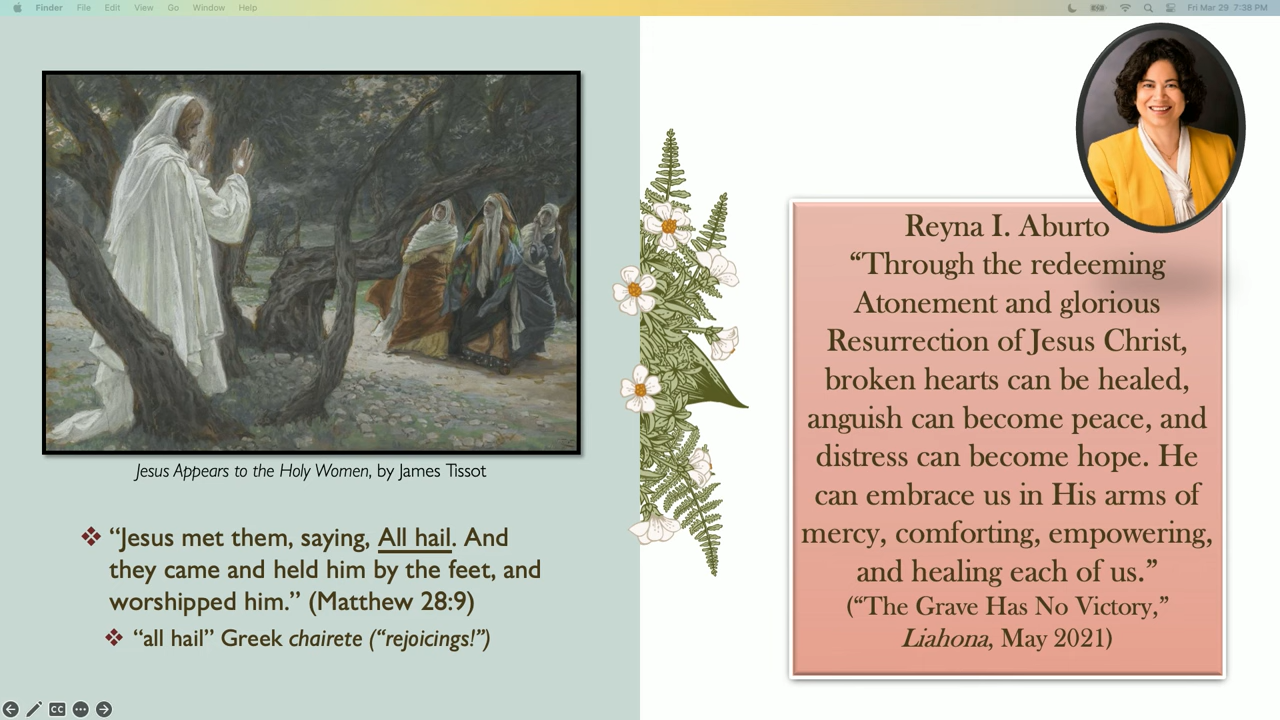 Finder File Edit View Go Window Help
Fri Mar 29 7:38 PM
Jesus Appears to the Holy Women, by James Tissot
❖ “Jesus met them, saying, All hail. And
they came and held him by the feet, and
worshipped him.” (Matthew 28:9)
❖ “all hail” Greek chairete (“rejoicings!”)
Reyna I. Aburto
“Through the redeeming
Atonement and glorious
Resurrection of Jesus Christ,
broken hearts can be healed,
anguish can become peace, and
distress can become hope. He
can embrace us in His arms of
mercy, comforting, empowering,
and healing each of us.”
(“The Grave Has No Victory,”
Liahona, May 2021)
CC